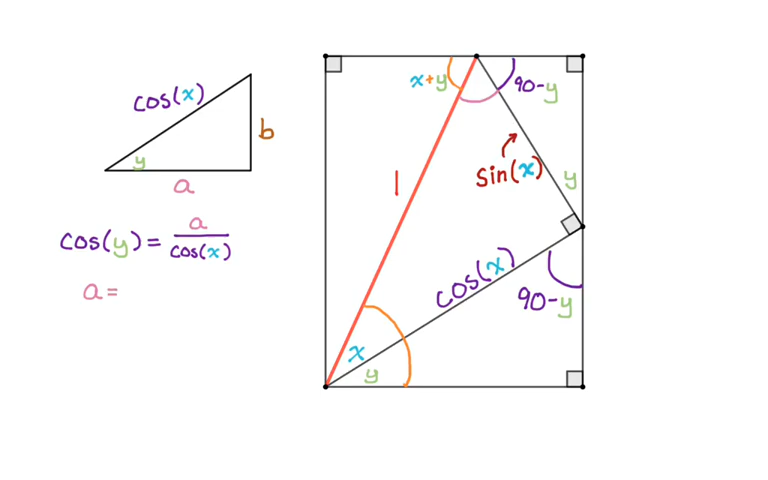 cos(x)
y
b
a
cos(y) = a/cos(x)
a =
x+y
90-y
1
sin(x)
y
cos(x)
90-y
x
y